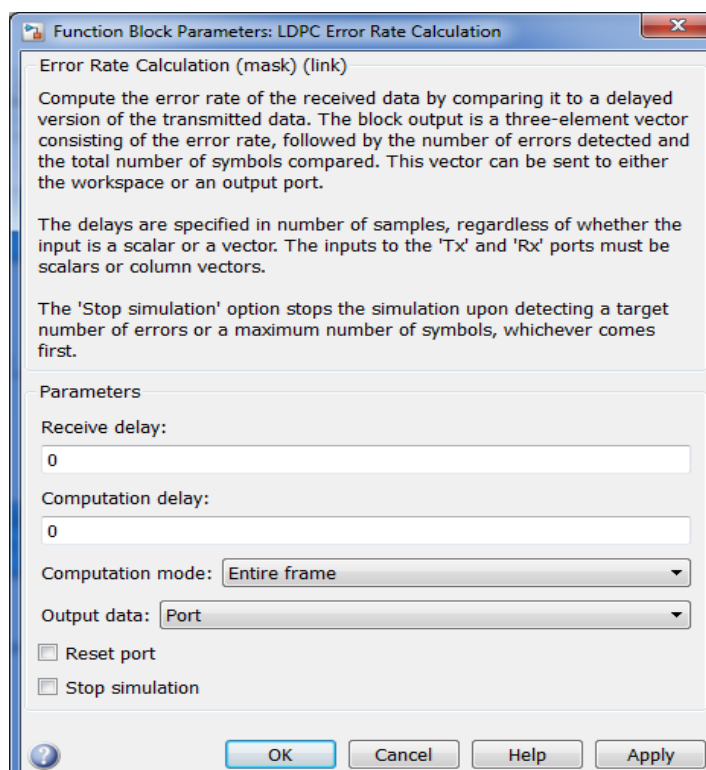 Function Block Parameters: LDPC Error Rate Calculation
Error Rate Calculation (mask) (link)
Compute the error rate of the received data by comparing it to a delayed
version of the transmitted data. The block output is a three-element vector
consisting of the error rate, followed by the number of errors detected and
the total number of symbols compared. This vector can be sent to either
the workspace or an output port.
The delays are specified in number of samples, regardless of whether the
input is a scalar or a vector. The inputs to the 'Tx' and 'Rx' ports must be
scalars or column vectors.
The 'Stop simulation' option stops the simulation upon detecting a target
number of errors or a maximum number of symbols, whichever comes
first.
Parameters
Receive delay:
0
Computation delay:
0
Computation mode: Entire frame
Output data: Port
Reset port
Stop simulation
OK Cancel Help Apply